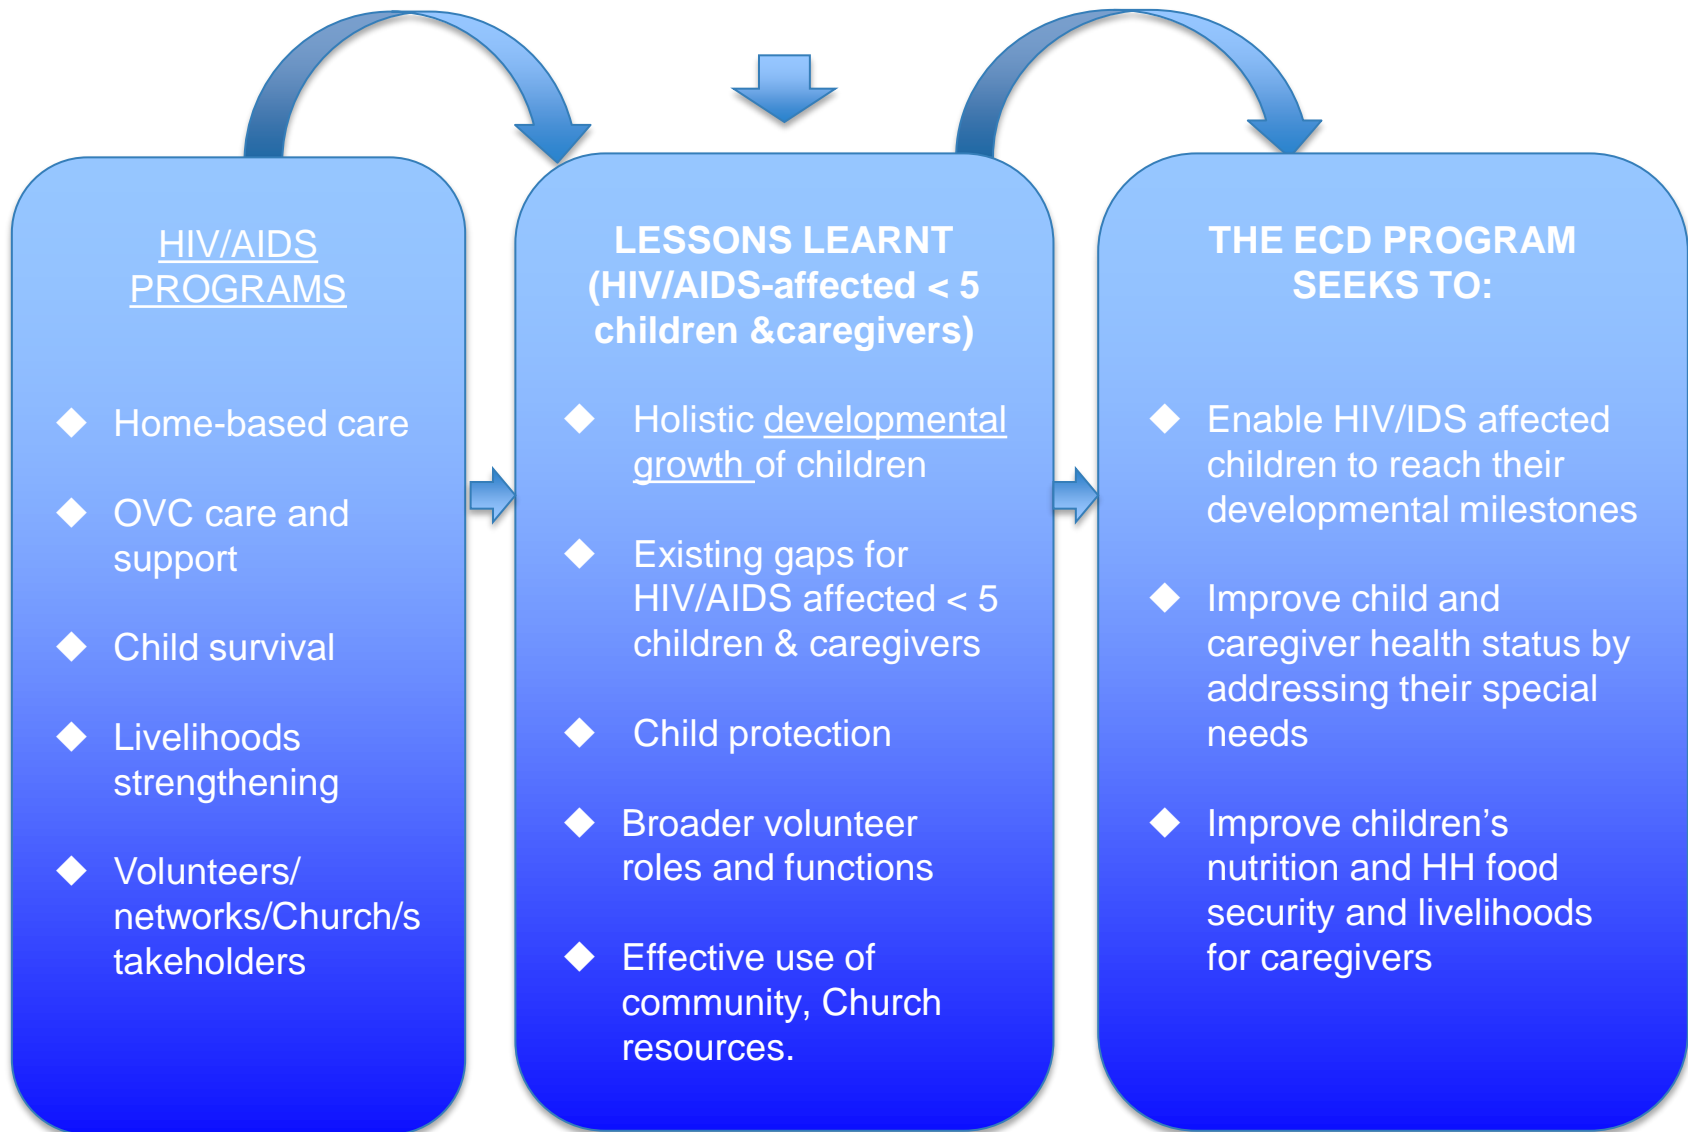 HIV/AIDS
PROGRAMS
◆ Home-based care
◆ OVC care and
support
◆ Child survival
◆ Livelihoods
strengthening
◆ Volunteers/
networks/Church/s
takeholders
LESSONS LEARNT
(HIV/AIDS-affected < 5
children &caregivers)
◆ Holistic developmental
growth of children
◆ Existing gaps for
HIV/AIDS affected < 5
children & caregivers
◆ Child protection
◆ Broader volunteer
roles and functions
◆ Effective use of
community, Church
resources.
THE ECD PROGRAM
SEEKS TO:
◆ Enable HIV/IDS affected
children to reach their
developmental milestones
◆ Improve child and
caregiver health status by
addressing their special
needs
◆ Improve children’s
nutrition and HH food
security and livelihoods
for caregivers